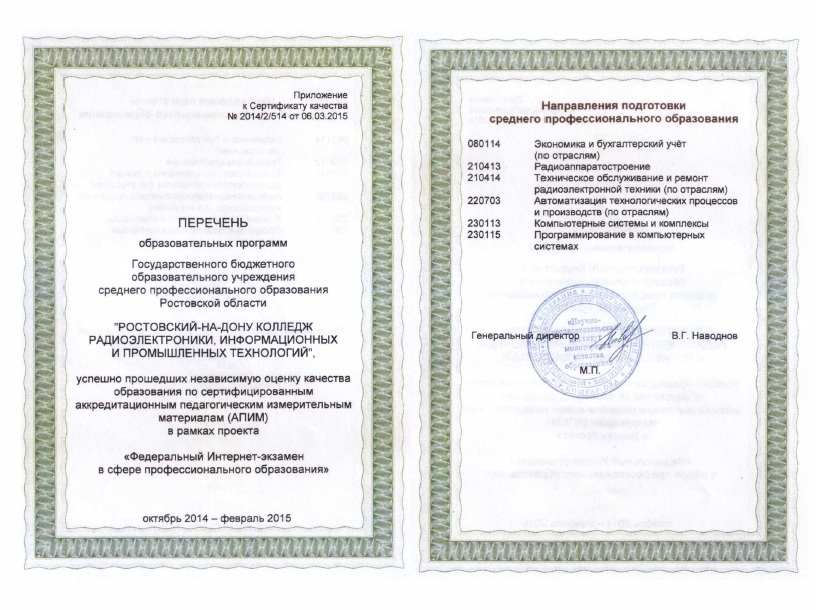 Приложение
к Сертификату качества
№ 2014/2/514 от 06.03.2015
ПЕРЕЧЕНЬ
образовательных программ
Государственного бюджетного
образовательного учреждения
среднего профессионального образования
Ростовской области
"РОСТОВСКИЙ-НА-ДОНУ КОЛЛЕДЖ
РАДИОЭЛЕКТРОНИКИ, ИНФОРМАЦИОННЫХ
И ПРОМЫШЛЕННЫХ ТЕХНОЛОГИЙ",
успешно прошедших независимую оценку качества
образования по сертифицированным
аккредитационным педагогическим измерительным
материалам (АПИМ)
в рамках проекта
«Федеральный Интернет-экзамен
в сфере профессионального образования»
октябрь 2014 – февраль 2015
Направления подготовки
среднего профессионального образования
080114 Экономика и бухгалтерский учёт
(по отраслям)
210413 Радиоаппаратостроение
210414 Техническое обслуживание и ремонт
радиоэлектронной техники (по отраслям)
220703 Автоматизация технологических процессов
и производств (по отраслям)
230113 Компьютерные системы и комплексы
230115 Программирование в компьютерных
системах
«Научно-
качества
Генеральный директор В.Г. Наводнов
М.П.